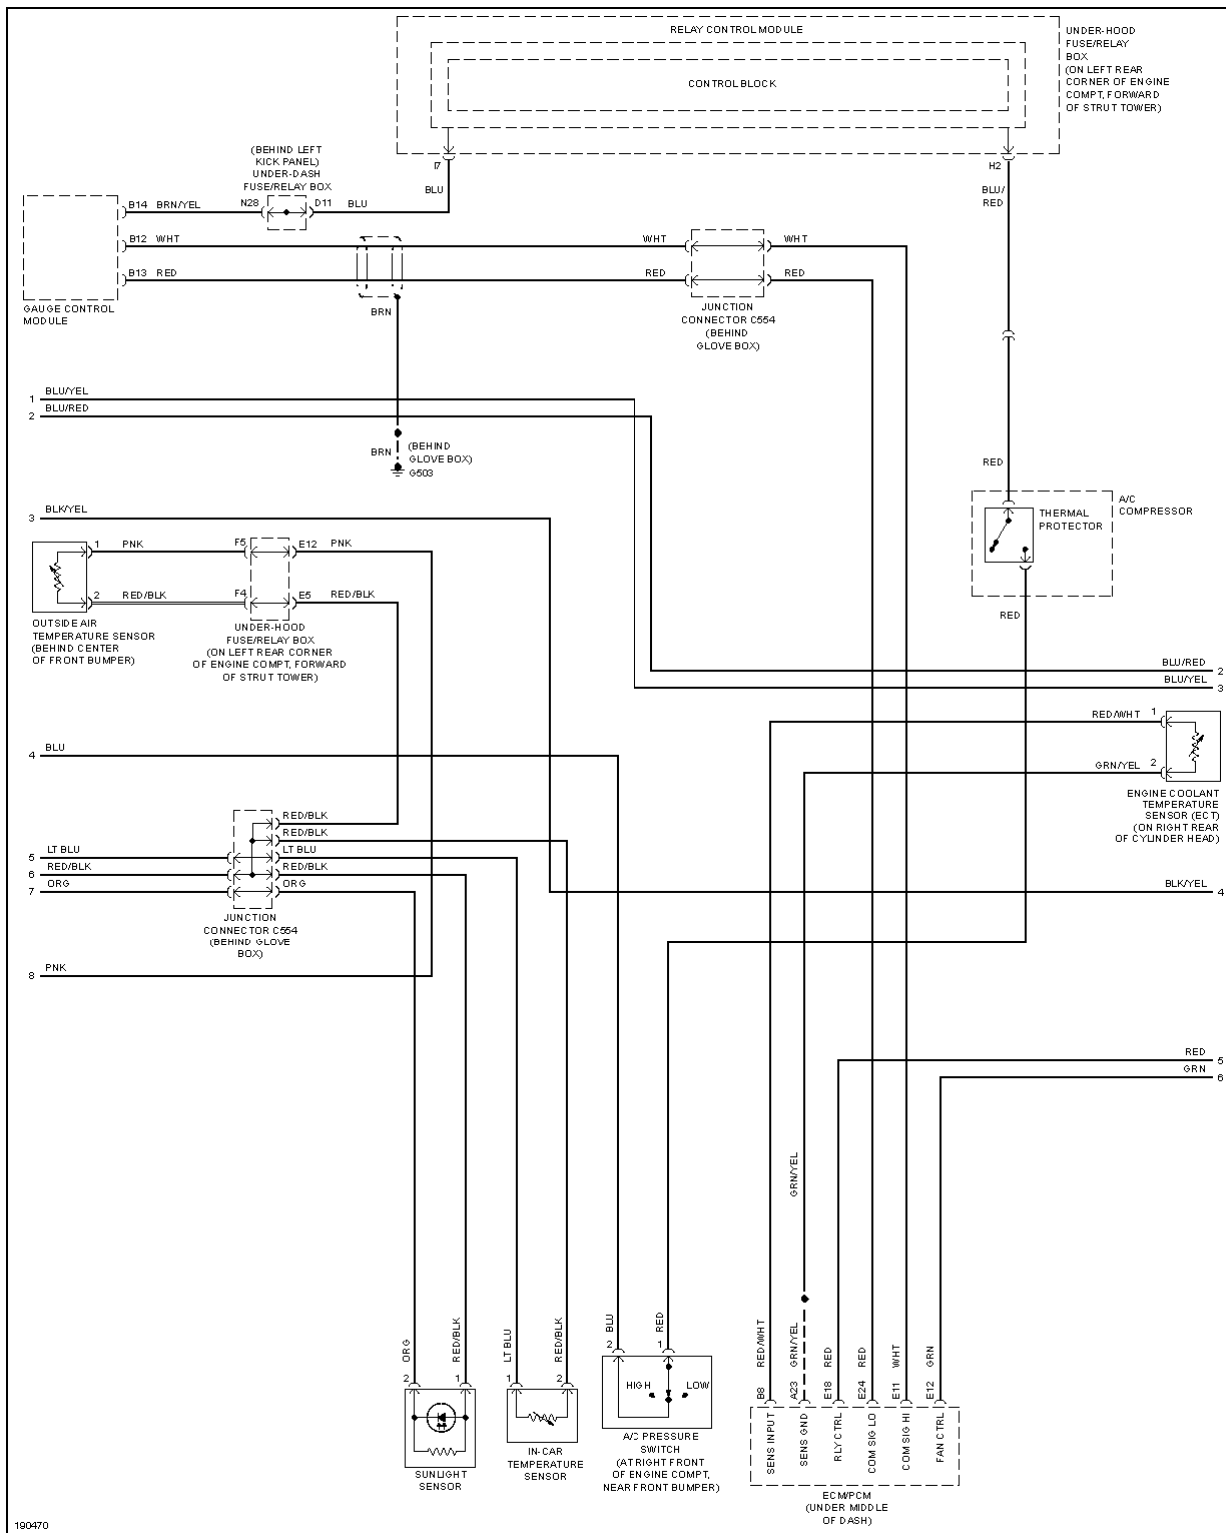 RELAY CONTROL MODULE
CONTROL BLOCK
UNDER-HOOD
FUSE/RELAY
BOX
(ON LEFT REAR
CORNER OF ENGINE
COMPT, FORWARD
OF STRUT TOWER)
I7
H2
BLU
BLU/
RED
(BEHIND LEFT
KICK PANEL)
UNDER-DASH
FUSE/RELAY BOX
B14 BRN/YEL
N28
D11
BLU
B12 WHT
WHT
WHT
B13 RED
RED
RED
GAUGE CONTROL
MODULE
BRN
JUNCTION
CONNECTOR C554
(BEHIND
GLOVE BOX)
1 BLU/YEL
2 BLU/RED
BRN
(BEHIND
GLOVE BOX)
G503
RED
A/C
COMPRESSOR
THERMAL
PROTECTOR
3 BLK/YEL
1 PNK
F5
E12 PNK
2 RED/BLK
F4
E5 RED/BLK
RED
OUTSIDE AIR
TEMPERATURE SENSOR
(BEHIND CENTER
OF FRONT BUMPER)
UNDER-HOOD
FUSE/RELAY BOX
(ON LEFT REAR CORNER
OF ENGINE COMPT, FORWARD
OF STRUT TOWER)
BLU/RED 2
BLU/YEL 3
RED/WHT 1
GRN/YEL 2
ENGINE COOLANT
TEMPERATURE
SENSOR (ECT)
(ON RIGHT REAR
OF CYLINDER HEAD)
4 BLU
RED/BLK
RED/BLK
5 LT BLU
LT BLU
6 RED/BLK
RED/BLK
7 ORG
ORG
BLK/YEL 4
JUNCTION
CONNECTOR C554
(BEHIND GLOVE
BOX)
8 PNK
RED 5
GRN 6
GRN/YEL
ORG
RED/BLK
LT BLU
RED/BLK
BLU
RED
RED/WHT
GRN/YEL
RED
RED
WHT
GRN
2
1
1
2
2
1
B8
A23
E18
E24
E11
E12
HIGH
LOW
SENS INPUT
SENS GND
RLY CTRL
COM SIG LO
COM SIG HI
FAN CTRL
SUNLIGHT
SENSOR
IN-CAR
TEMPERATURE
SENSOR
A/C PRESSURE
SWITCH
(AT RIGHT FRONT
OF ENGINE COMPT,
NEAR FRONT BUMPER)
ECM/PCM
(UNDER MIDDLE
OF DASH)
190470